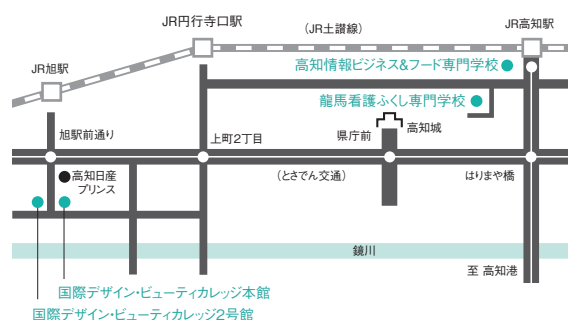 JR円行寺口駅
(JR土讃線)
JR高知駅
JR旭駅
高知情報ビジネス&フード専門学校
龍馬看護ふくし専門学校
旭駅前通り
上町2丁目
県庁前
高知城
高知日産
プリンス
(とさでん交通)
はりまや橋
鏡川
至 高知港
国際デザイン・ビューティカレッジ本館
国際デザイン・ビューティカレッジ2号館